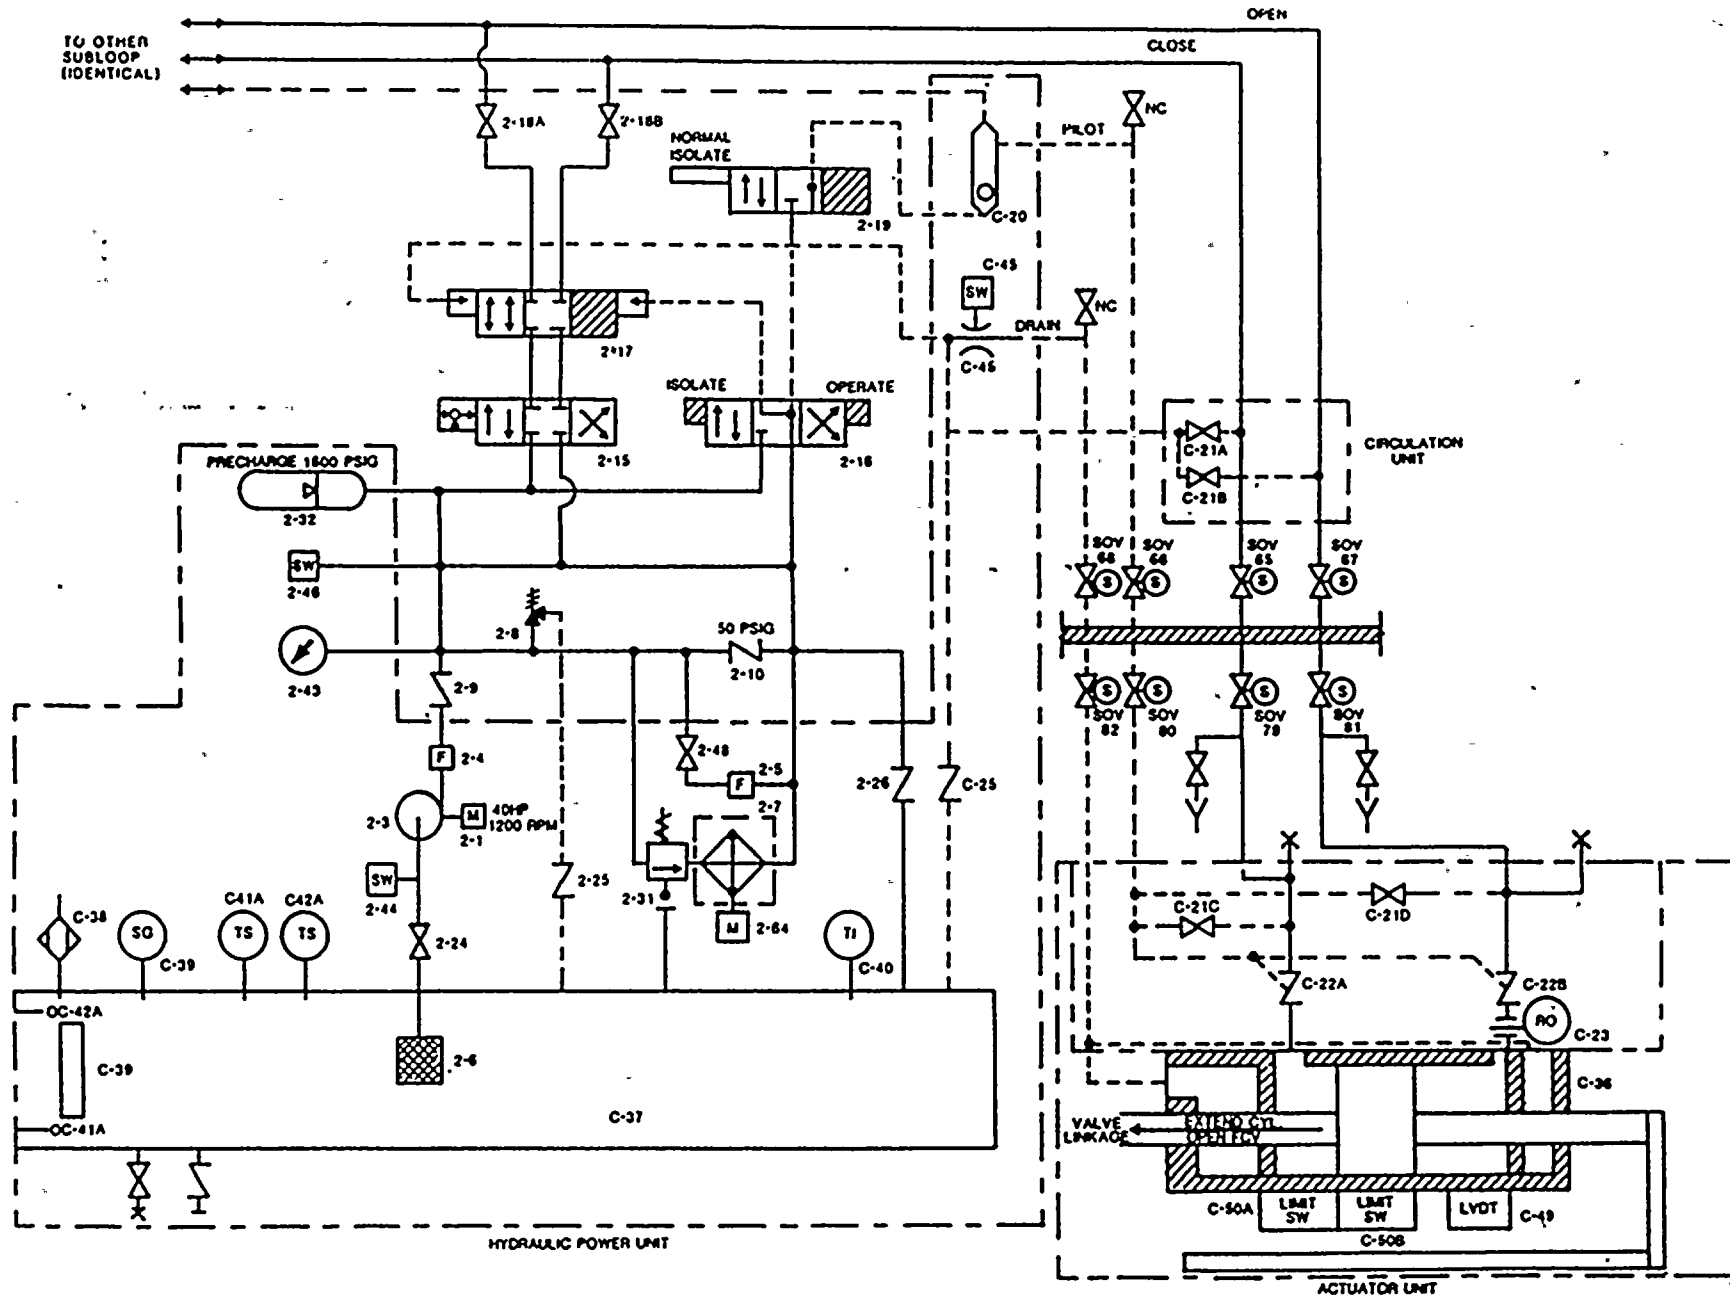 OPEN
CLOSE
TO OTHER
SUBLOOP
(IDENTICAL)
2-18A
2-18B
NC
PILOT
NORMAL
ISOLATE
2-19
C-20
C-45
SW
NC
DRAIN
C-46
2-17
ISOLATE
OPERATE
2-15
2-16
C-21A
C-21B
CIRCULATION
UNIT
PRECHARGE 1600 PSIG
2-32
SW
2-46
2-8
50 PSIG
2-10
2-43
2-9
SOV
68
SOV
66
SOV
65
SOV
67
S
S
S
S
S
S
S
S
SOV
82
SOV
80
SOV
79
SOV
81
F
2-4
2-48
2-5
F
2-7
2-26
C-25
2-3
M
40HP
1200 RPM
2-1
SW
2-44
2-25
2-31
M
2-64
C-38
SG
C-39
C41A
TS
C42A
TS
2-24
TI
C-40
C-21C
C-21D
C-22A
C-22B
RO
C-23
OC-42A
C-39
2-6
C-37
OC-41A
C-36
VALVE
LINKAGE
EXTEND CYL.
OPEN FCV
C-50A
LIMIT
SW
LIMIT
SW
LVDT
C-49
C-50B
HYDRAULIC POWER UNIT
ACTUATOR UNIT